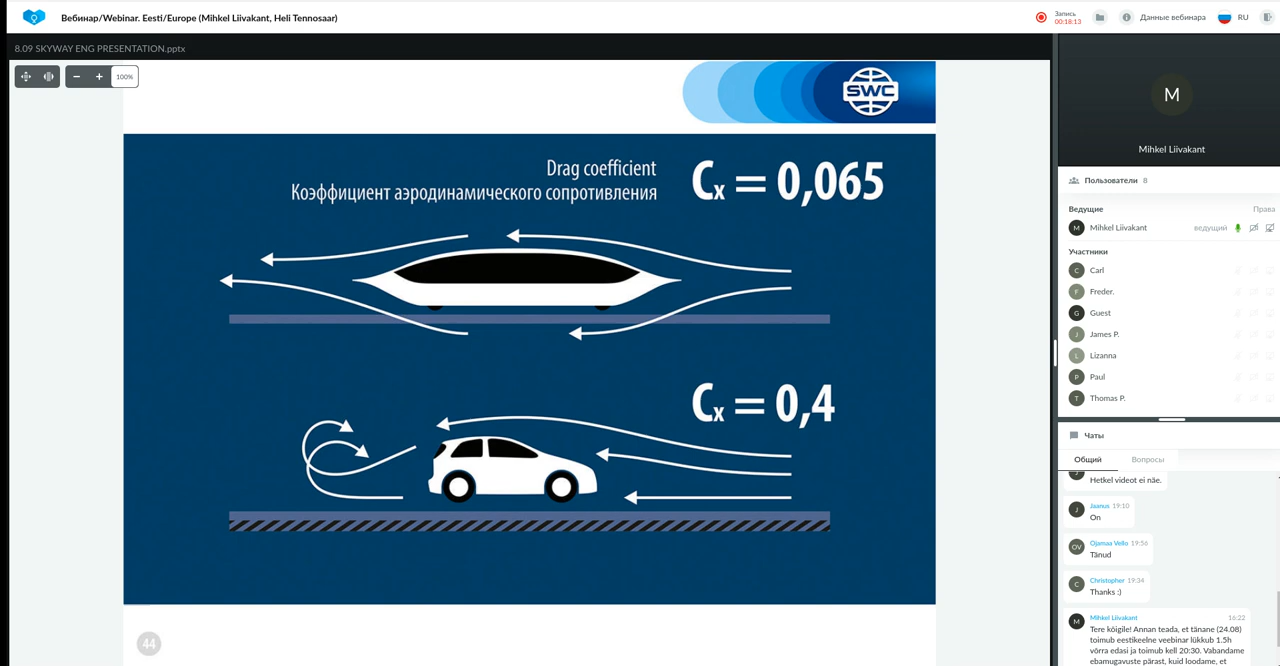 Вебинар/Webinar. Eesti/Europe (Mihkel Liivakant, Heli Tennosaar)
Запись
00:18:13
Данные вебинара
RU
8.09 SKYWAY ENG PRESENTATION.pptx
100%
SWC
Drag coefficient
Коэффициент аэродинамического сопротивления
Cx = 0,065
Cx = 0,4
44
M
Mihkel Liivakant
Пользователи 8
Ведущие
Права
M
Mihkel Liivakant
ведущий
Участники
C
Carl
F
Freder.
G
Guest
J
James P.
L
Lizanna
P
Paul
T
Thomas P.
Чаты
Общий
Вопросы
Hetkel videot ei näe.
J
Jaanus 19:10
On
OV
Ojamaa Vello 19:56
Tänud
C
Christopher 19:34
Thanks :)
M
Mihkel Liivakant
16:22
Tere kõigile! Annan teada, et tänane (24.08)
toimub eestikeelne veebinar lükkub 1.5h
võrra edasi ja toimub kell 20:30. Vabandame
ebamugavuste pärast, kuid loodame, et